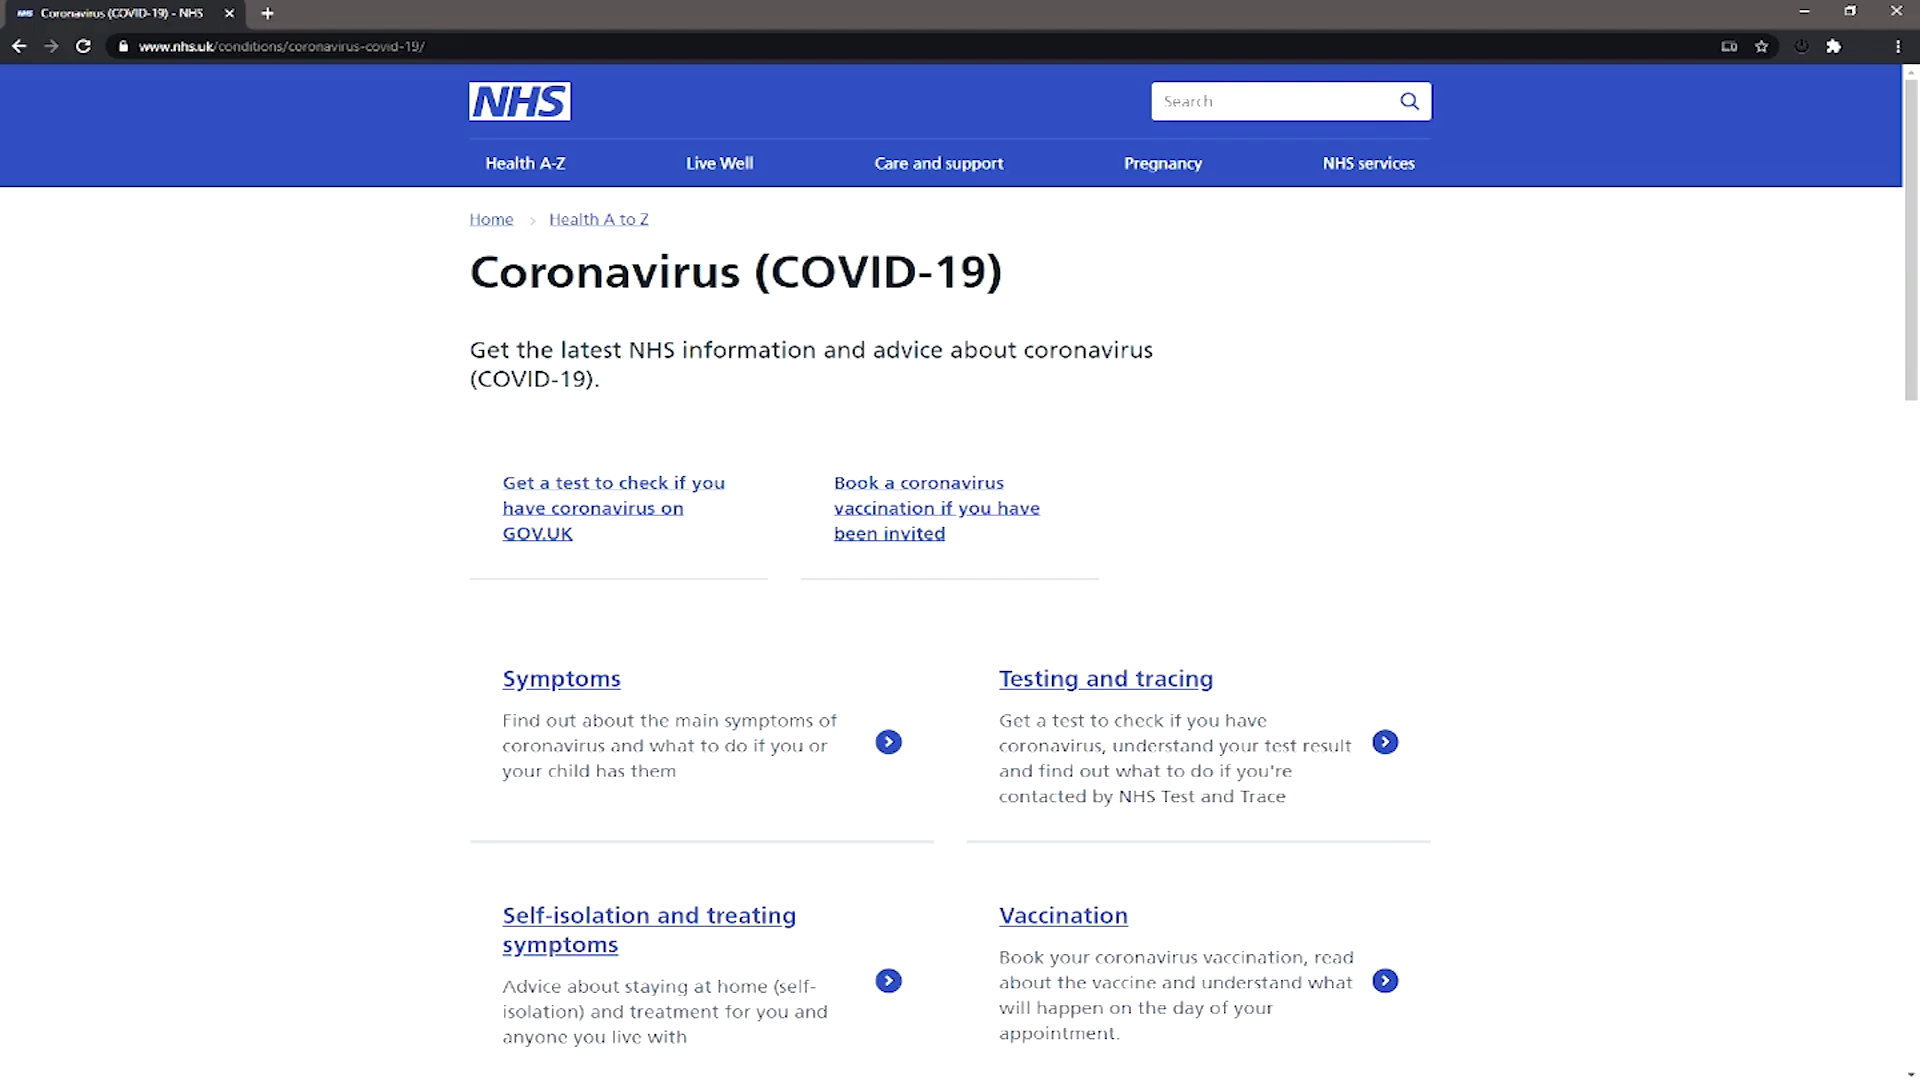 Coronavirus (COVID-19) - NHS
www.nhs.uk/conditions/coronavirus-covid-19/
NHS
Search
Health A-Z
Live Well
Care and support
Pregnancy
NHS services
Home
Health A to Z
Coronavirus (COVID-19)
Get the latest NHS information and advice about coronavirus
(COVID-19).
Get a test to check if you
have coronavirus on
GOV.UK
Book a coronavirus
vaccination if you have
been invited
Symptoms
Find out about the main symptoms of
coronavirus and what to do if you or
your child has them
Testing and tracing
Get a test to check if you have
coronavirus, understand your test result
and find out what to do if you're
contacted by NHS Test and Trace
Self-isolation and treating
symptoms
Advice about staying at home (self-
isolation) and treatment for you and
anyone you live with
Vaccination
Book your coronavirus vaccination, read
about the vaccine and understand what
will happen on the day of your
appointment.